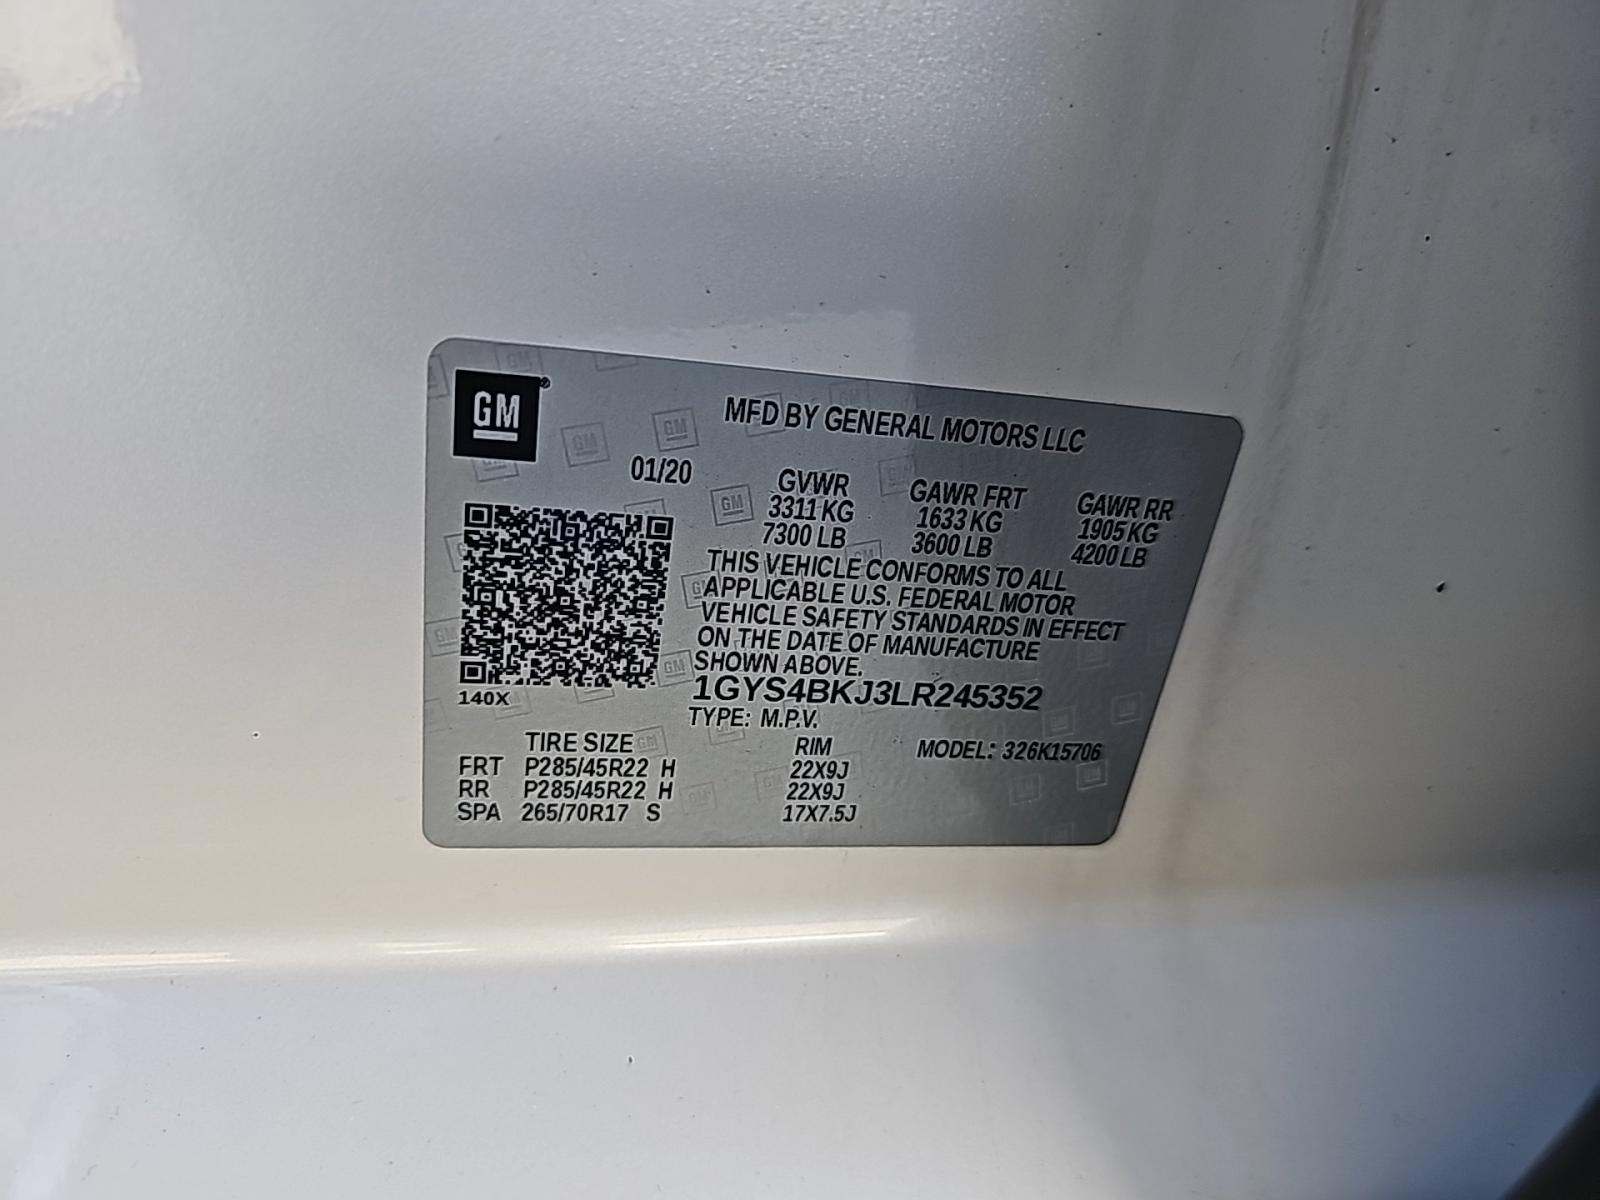 GM
MFD BY GENERAL MOTORS LLC
01/20
GVWR GAWR FRT GAWR RR
3311 KG 1633 KG 1905 KG
7300 LB 3600 LB 4200 LB
THIS VEHICLE CONFORMS TO ALL
APPLICABLE U.S. FEDERAL MOTOR
VEHICLE SAFETY STANDARDS IN EFFECT
ON THE DATE OF MANUFACTURE
SHOWN ABOVE.
140X
1GYS4BKJ3LR245352
TYPE: M.P.V.
TIRE SIZE RIM MODEL: 326K15706
FRT P285/45R22 H 22X9J
RR P285/45R22 H 22X9J
SPA 265/70R17 S 17X7.5J